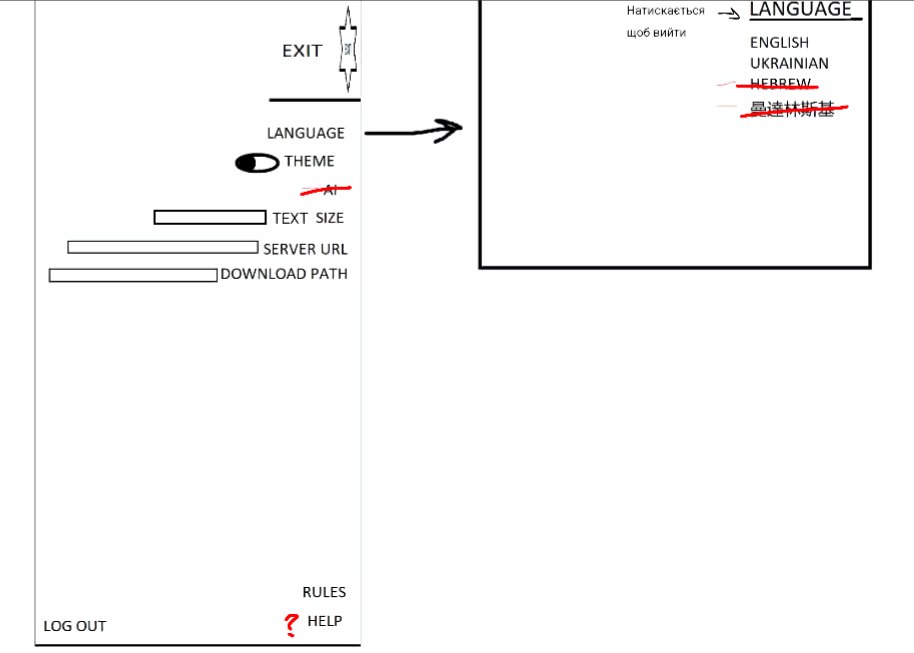 EXIT
LANGUAGE
THEME
AI
TEXT SIZE
SERVER URL
DOWNLOAD PATH
RULES
? HELP
LOG OUT
Натискається
щоб вийти
LANGUAGE_
ENGLISH
UKRAINIAN
HEBREW
曼達林斯基